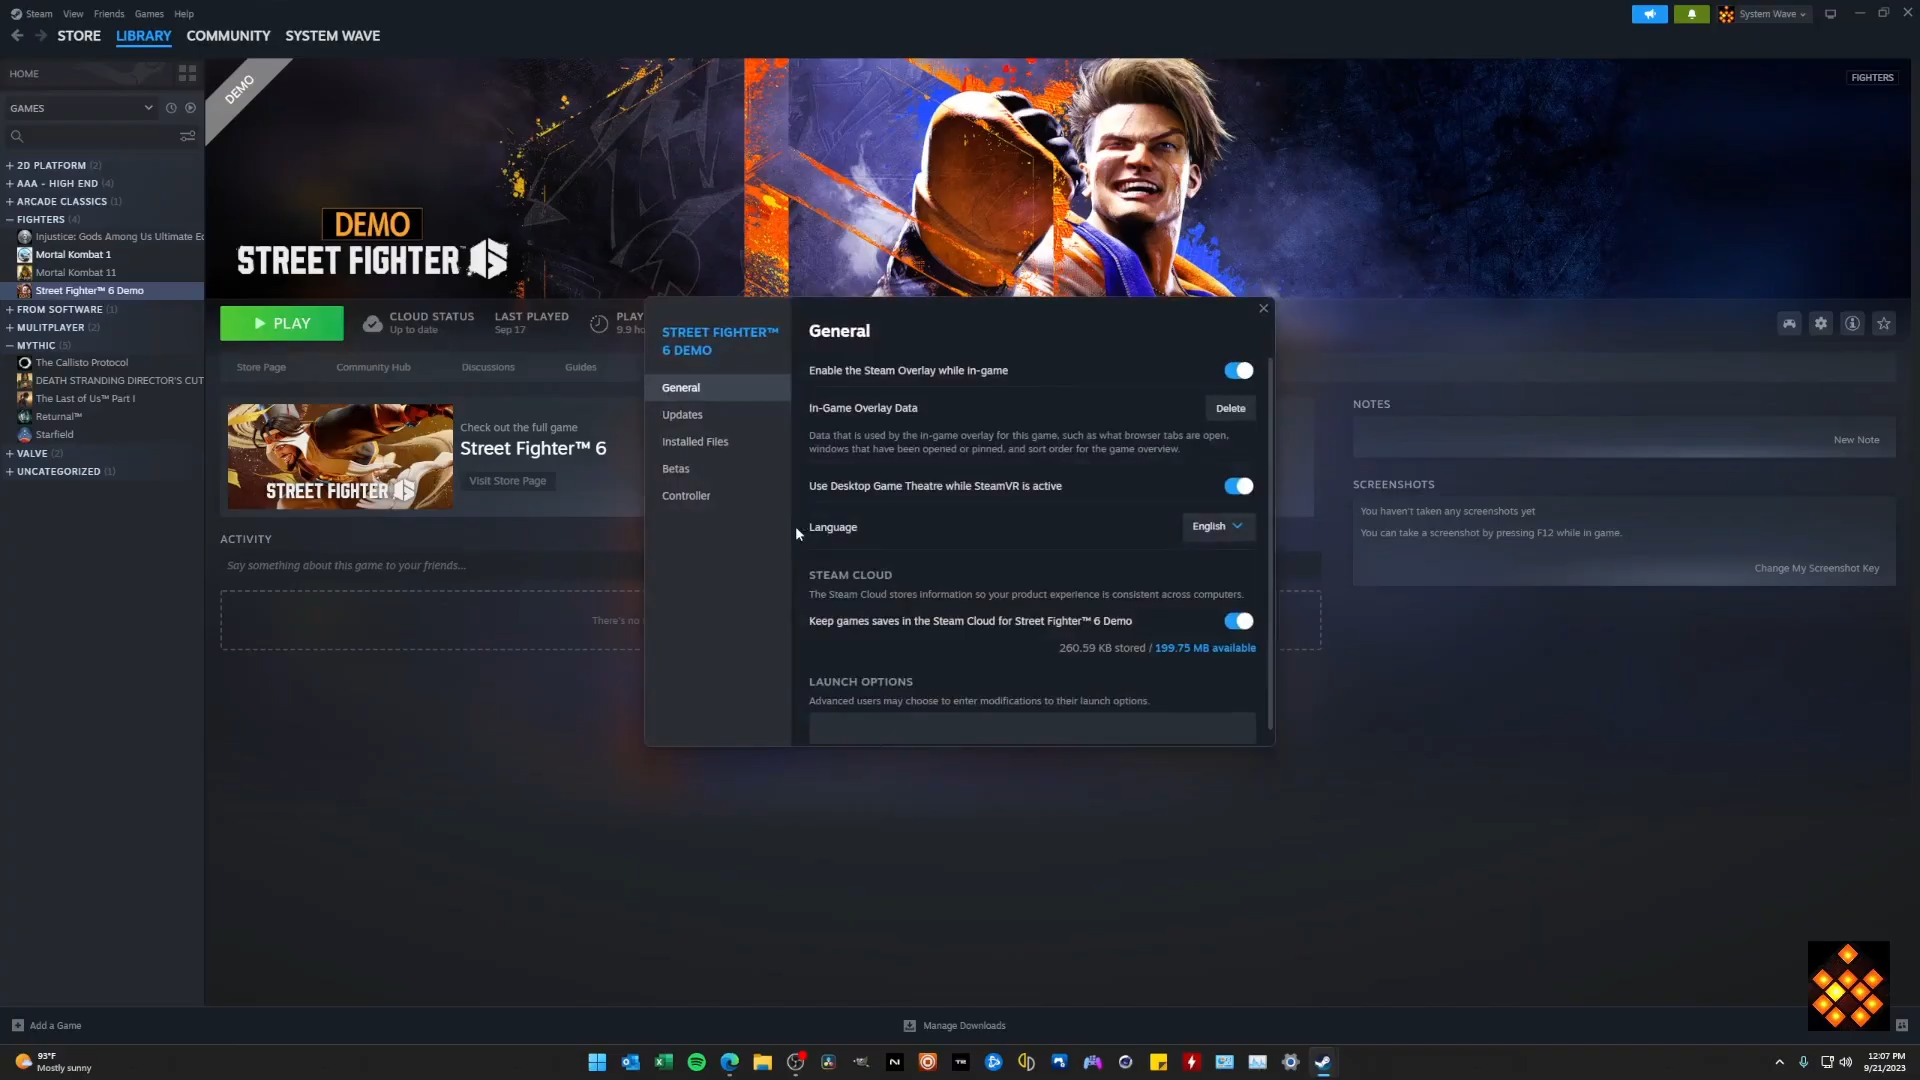 Steam View Friends Games Help
System Wave
STORE LIBRARY COMMUNITY SYSTEM WAVE
HOME
GAMES
+ 2D PLATFORM (2)
+ AAA - HIGH END (4)
+ ARCADE CLASSICS (1)
– FIGHTERS (4)
Injustice: Gods Among Us Ultimate Ec
Mortal Kombat 1
Mortal Kombat 11
Street Fighter™ 6 Demo
+ FROM SOFTWARE (1)
+ MULITPLAYER (2)
– MYTHIC (5)
The Callisto Protocol
DEATH STRANDING DIRECTOR'S CUT
The Last of Us™ Part I
Returnal™
Starfield
+ VALVE (2)
+ UNCATEGORIZED (1)
DEMO
FIGHTERS
DEMO
STREET FIGHTER 6
PLAY
CLOUD STATUS
Up to date
LAST PLAYED
Sep 17
PLAY
9.9 ho
Store Page Community Hub Discussions Guides
STREET FIGHTER 6
Check out the full game
Street Fighter™ 6
Visit Store Page
ACTIVITY
Say something about this game to your friends...
There's no
STREET FIGHTER™
6 DEMO
General
Updates
Installed Files
Betas
Controller
General
Enable the Steam Overlay while in-game
In-Game Overlay Data
Delete
Data that is used by the in-game overlay for this game, such as what browser tabs are open,
windows that have been opened or pinned, and sort order for the game overview.
Use Desktop Game Theatre while SteamVR is active
Language
English
STEAM CLOUD
The Steam Cloud stores information so your product experience is consistent across computers.
Keep games saves in the Steam Cloud for Street Fighter™ 6 Demo
260.59 KB stored / 199.75 MB available
LAUNCH OPTIONS
Advanced users may choose to enter modifications to their launch options.
NOTES
New Note
SCREENSHOTS
You haven't taken any screenshots yet
You can take a screenshot by pressing F12 while in game.
Change My Screenshot Key
Add a Game
Manage Downloads
93°F
Mostly sunny
12:07 PM
9/21/2023